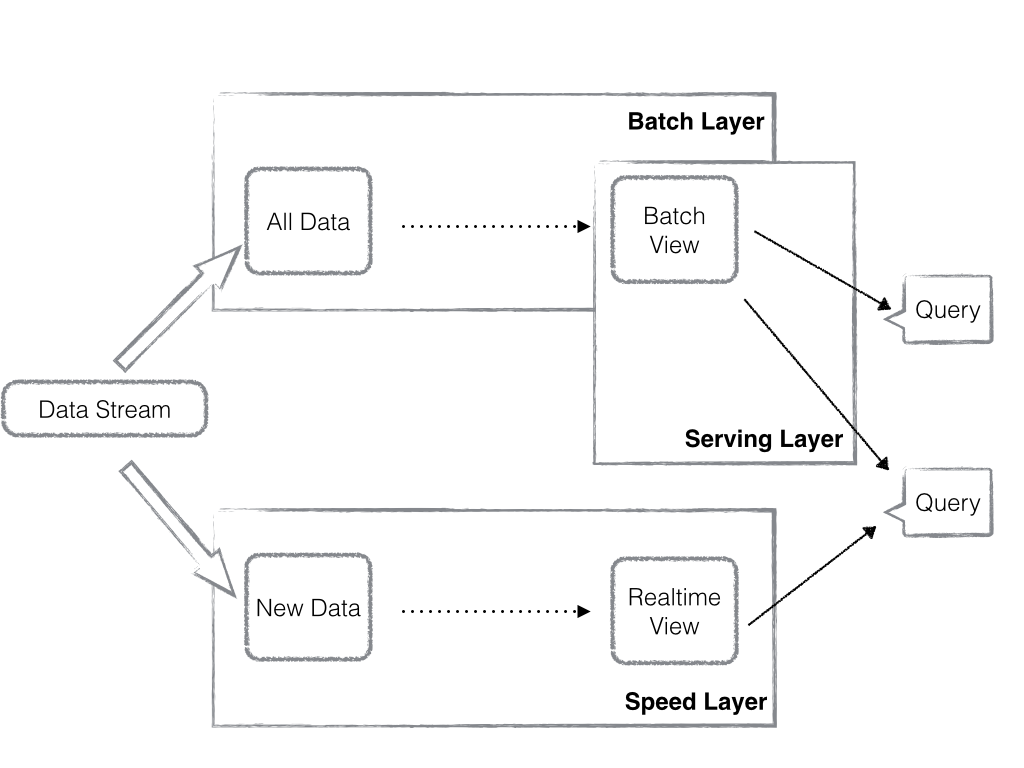 Batch Layer
All Data
Batch
View
Query
Data Stream
Serving Layer
Query
New Data
Realtime
View
Speed Layer